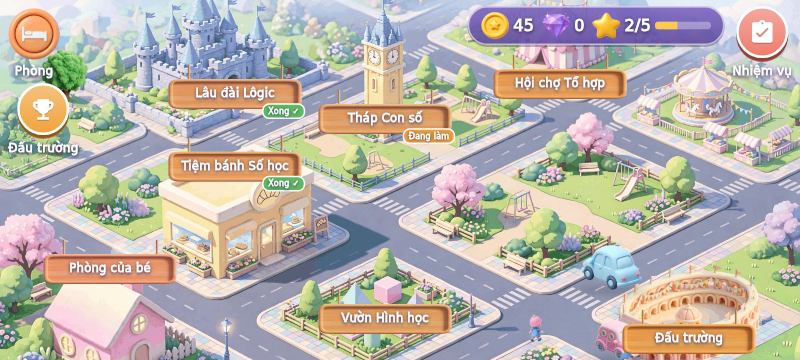 45 0 2/5
Phòng
Nhiệm vụ
Lâu đài Lôgic
Xong ✓
Hội chợ Tổ hợp
Tháp Con số
Đang làm
Đấu trường
Tiệm bánh Số học
Xong ✓
Phòng của bé
Vườn Hình học
Đấu trường